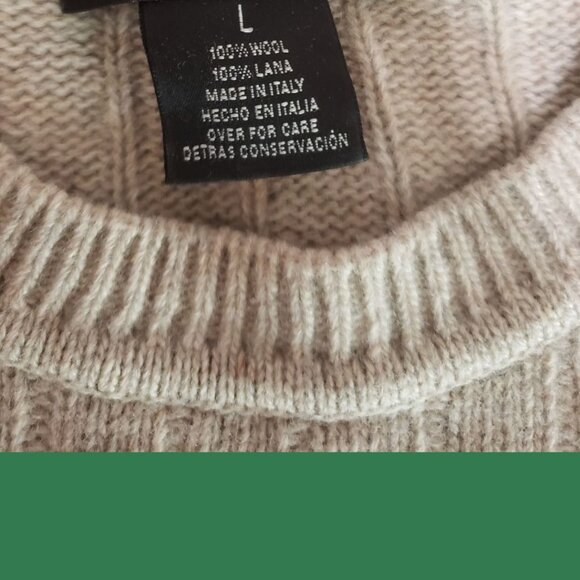 L
100% WOOL
100% LANA
MADE IN ITALY
HECHO EN ITALIA
OVER FOR CARE
DETRAS CONSERVACIÓN